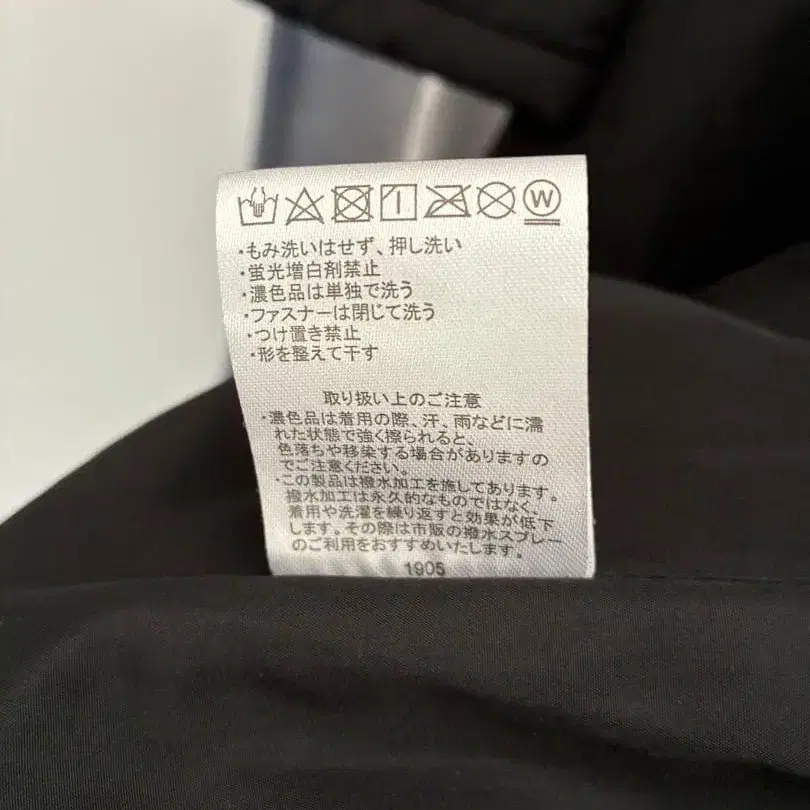 W
・もみ洗いはせず、押し洗い
・蛍光増白剤禁止
・濃色品は単独で洗う
・ファスナーは閉じて洗う
・つけ置き禁止
・形を整えて干す
取り扱い上のご注意
・濃色品は着用の際、汗、雨などに濡
れた状態で強く擦られると、
色落ちや移染する場合がありますの
でご注意ください。
・この製品は撥水加工を施してあります。
撥水加工は永久的なものではなく、
着用や洗濯を繰り返すと効果が低下
します。その際は市販の撥水スプレー
のご利用をおすすめいたします。
1905